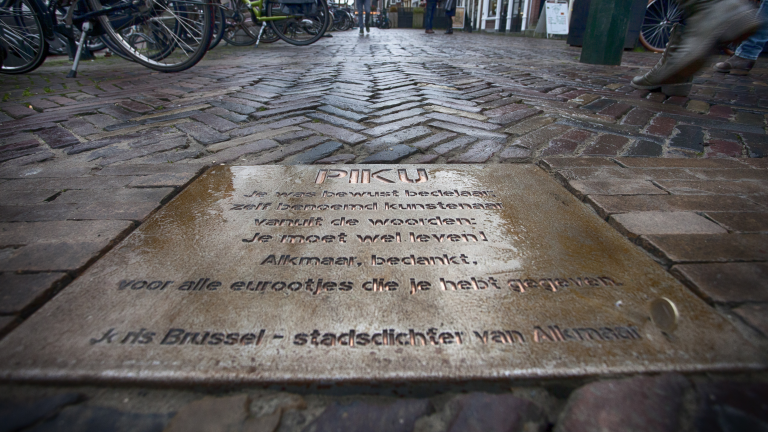 PIKU
Je was bewust bedelaar,
zelf benoemd kunstenaar
vanuit de woorden:
Je moet wel leven!
Alkmaar, bedankt,
voor alle eurootjes die je hebt gegeven.
Joris Brussel - stadsdichter van Alkmaar